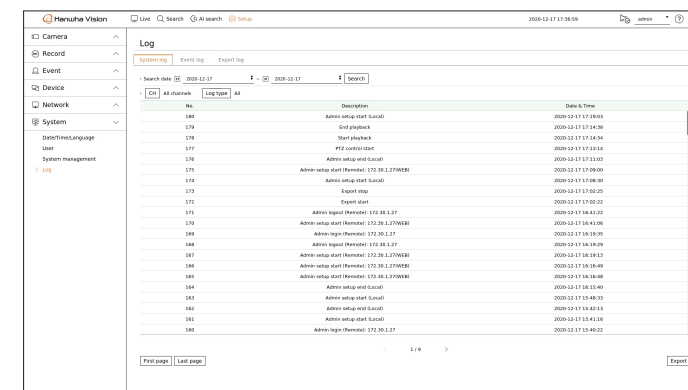 Hanwha Vision
Live Search AI search Setup 2020-12-17 17:36:59 admin ?
Camera
Record
Event
Device
Network
System
Date/Time/Language
User
System management
Log
Log
System log Event log Export log
Search date 2020-12-17 ~ 2020-12-17 Search
CH All channels Log type All
No. Description Date & Time
180 Admin setup start (Local) 2020-12-17 17:19:03
179 End playback 2020-12-17 17:14:38
178 Start playback 2020-12-17 17:14:34
177 PTZ control start 2020-12-17 17:13:14
176 Admin setup end (Local) 2020-12-17 17:11:03
175 Admin setup start (Remote): 172.30.1.27(WEB) 2020-12-17 17:09:00
174 Admin setup start (Local) 2020-12-17 17:08:30
173 Export stop 2020-12-17 17:02:25
172 Export start 2020-12-17 17:02:22
171 Admin logout (Remote): 172.30.1.27 2020-12-17 16:41:22
170 Admin setup start (Remote): 172.30.1.27(WEB) 2020-12-17 16:41:06
169 Admin login (Remote): 172.30.1.27 2020-12-17 16:19:35
168 Admin logout (Remote): 172.30.1.27 2020-12-17 16:19:29
167 Admin setup start (Remote): 172.30.1.27(WEB) 2020-12-17 16:19:13
166 Admin setup start (Remote): 172.30.1.27(WEB) 2020-12-17 16:16:49
165 Admin setup start (Remote): 172.30.1.27(WEB) 2020-12-17 16:16:48
164 Admin setup end (Local) 2020-12-17 16:15:40
163 Admin setup start (Local) 2020-12-17 15:48:33
162 Admin setup end (Local) 2020-12-17 15:42:13
161 Admin setup start (Local) 2020-12-17 15:41:16
160 Admin login (Remote): 172.30.1.27 2020-12-17 15:40:22
1 / 9
First page Last page Export